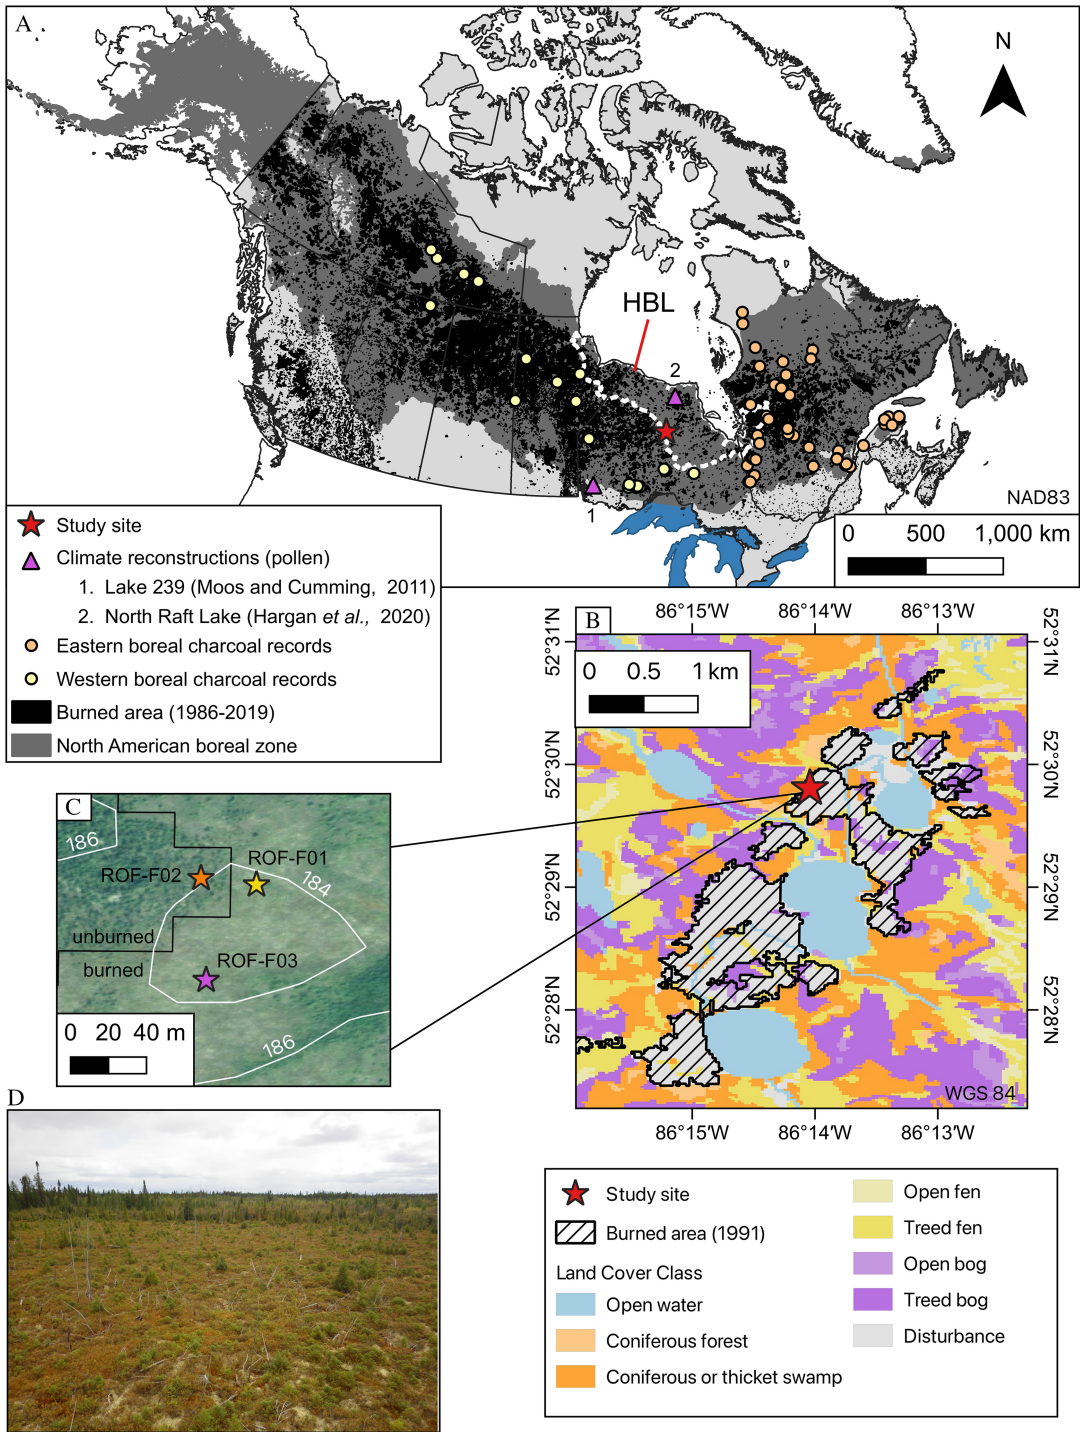 A
N
HBL
2
1
NAD83
0 500 1,000 km
Study site
Climate reconstructions (pollen)
1. Lake 239 (Moos and Cumming, 2011)
2. North Raft Lake (Hargan et al., 2020)
Eastern boreal charcoal records
Western boreal charcoal records
Burned area (1986-2019)
North American boreal zone
B
86°15'W 86°14'W 86°13'W
52°31'N
52°30'N
52°29'N
52°28'N
52°31'N
52°30'N
52°29'N
52°28'N
0 0.5 1 km
WGS 84
86°15'W 86°14'W 86°13'W
C
186
ROF-F01
ROF-F02
184
unburned
burned
ROF-F03
186
0 20 40 m
D
Study site
Burned area (1991)
Land Cover Class
Open water
Coniferous forest
Coniferous or thicket swamp
Open fen
Treed fen
Open bog
Treed bog
Disturbance